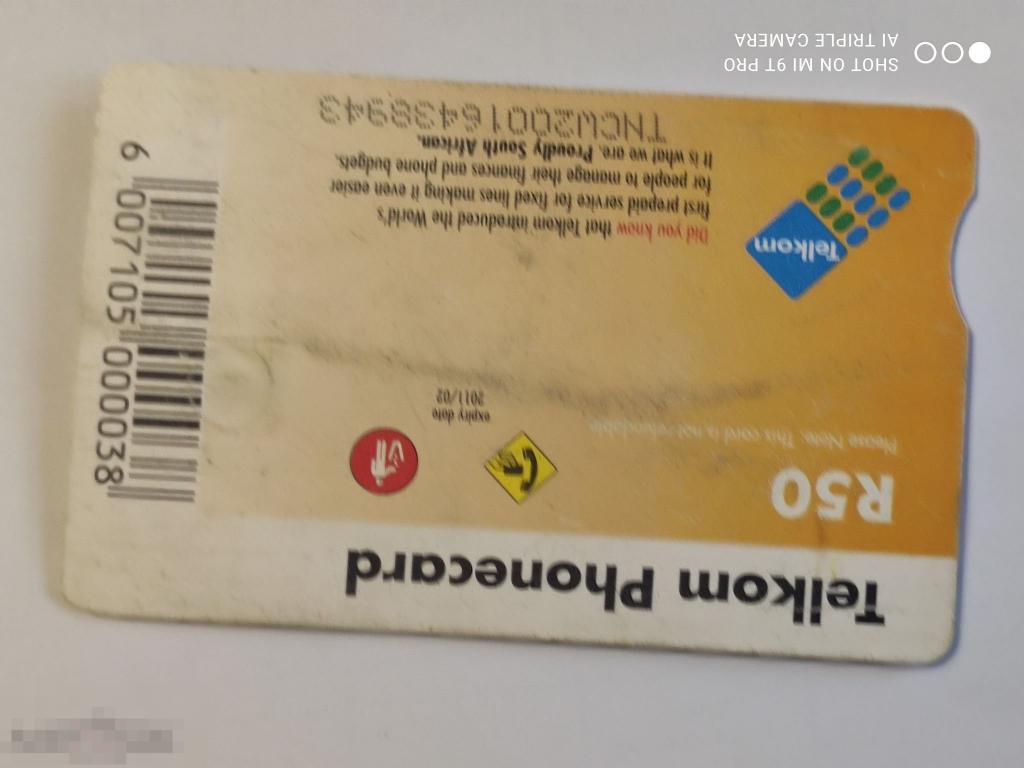 Telkom Phonecard
R50
Please Note: This card is not refundable.
expiry date
2011/02
Telkom
Did you know that Telkom introduced the World's
first prepaid service for fixed lines making it even easier
for people to manage their finances and phone budgets.
It is what we are. Proudly South African.
TNCW20016438943
6 007105 000038
SHOT ON MI 9T PRO
AI TRIPLE CAMERA